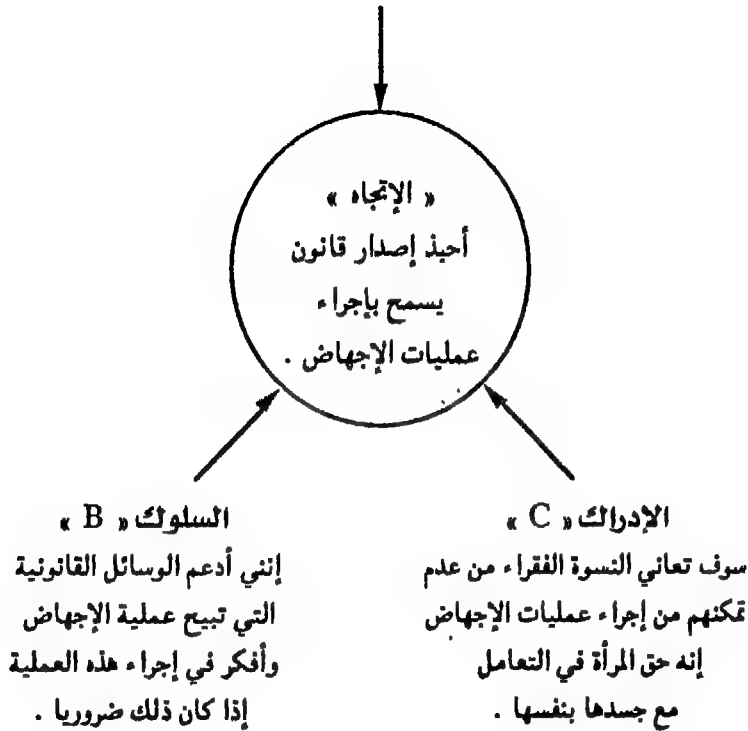 « الإتجاه »
أحبذ إصدار قانون
يسمح بإجراء
عمليات الإجهاض .
الإدراك « C »
سوف تعاني النسوة الفقراء من عدم
تمكنهم من إجراء عمليات الإجهاض
إنه حق المرأة في التعامل
مع جسدها بنفسها .
السلوك « B »
إنني أدعم الوسائل القانونية
التي تبيح عملية الإجهاض
وأفكر في إجراء هذه العملية
إذا كان ذلك ضروريا .